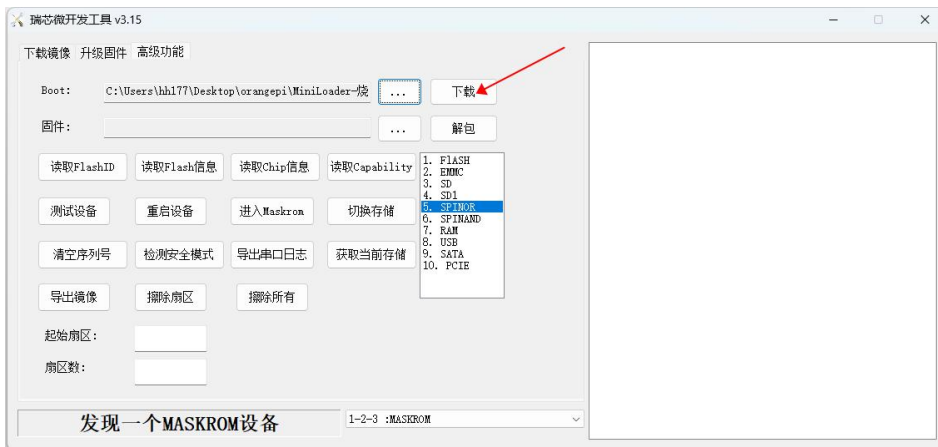 瑞芯微开发工具 v3.15
下载镜像 升级固件 高级功能
Boot: C:\Users\hh177\Desktop\orangepi\MiniLoader-烧 ... 下载
固件: ... 解包
读取FlashID 读取Flash信息 读取Chip信息 读取Capability
1. FlASH
2. EMMC
3. SD
4. SD1
5. SPINOR
6. SPINAND
7. RAM
8. USB
9. SATA
10. PCIE
测试设备 重启设备 进入Maskrom 切换存储
清空序列号 检测安全模式 导出串口日志 获取当前存储
导出镜像 擦除扇区 擦除所有
起始扇区:
扇区数:
发现一个MASKROM设备 1-2-3 :MASKROM